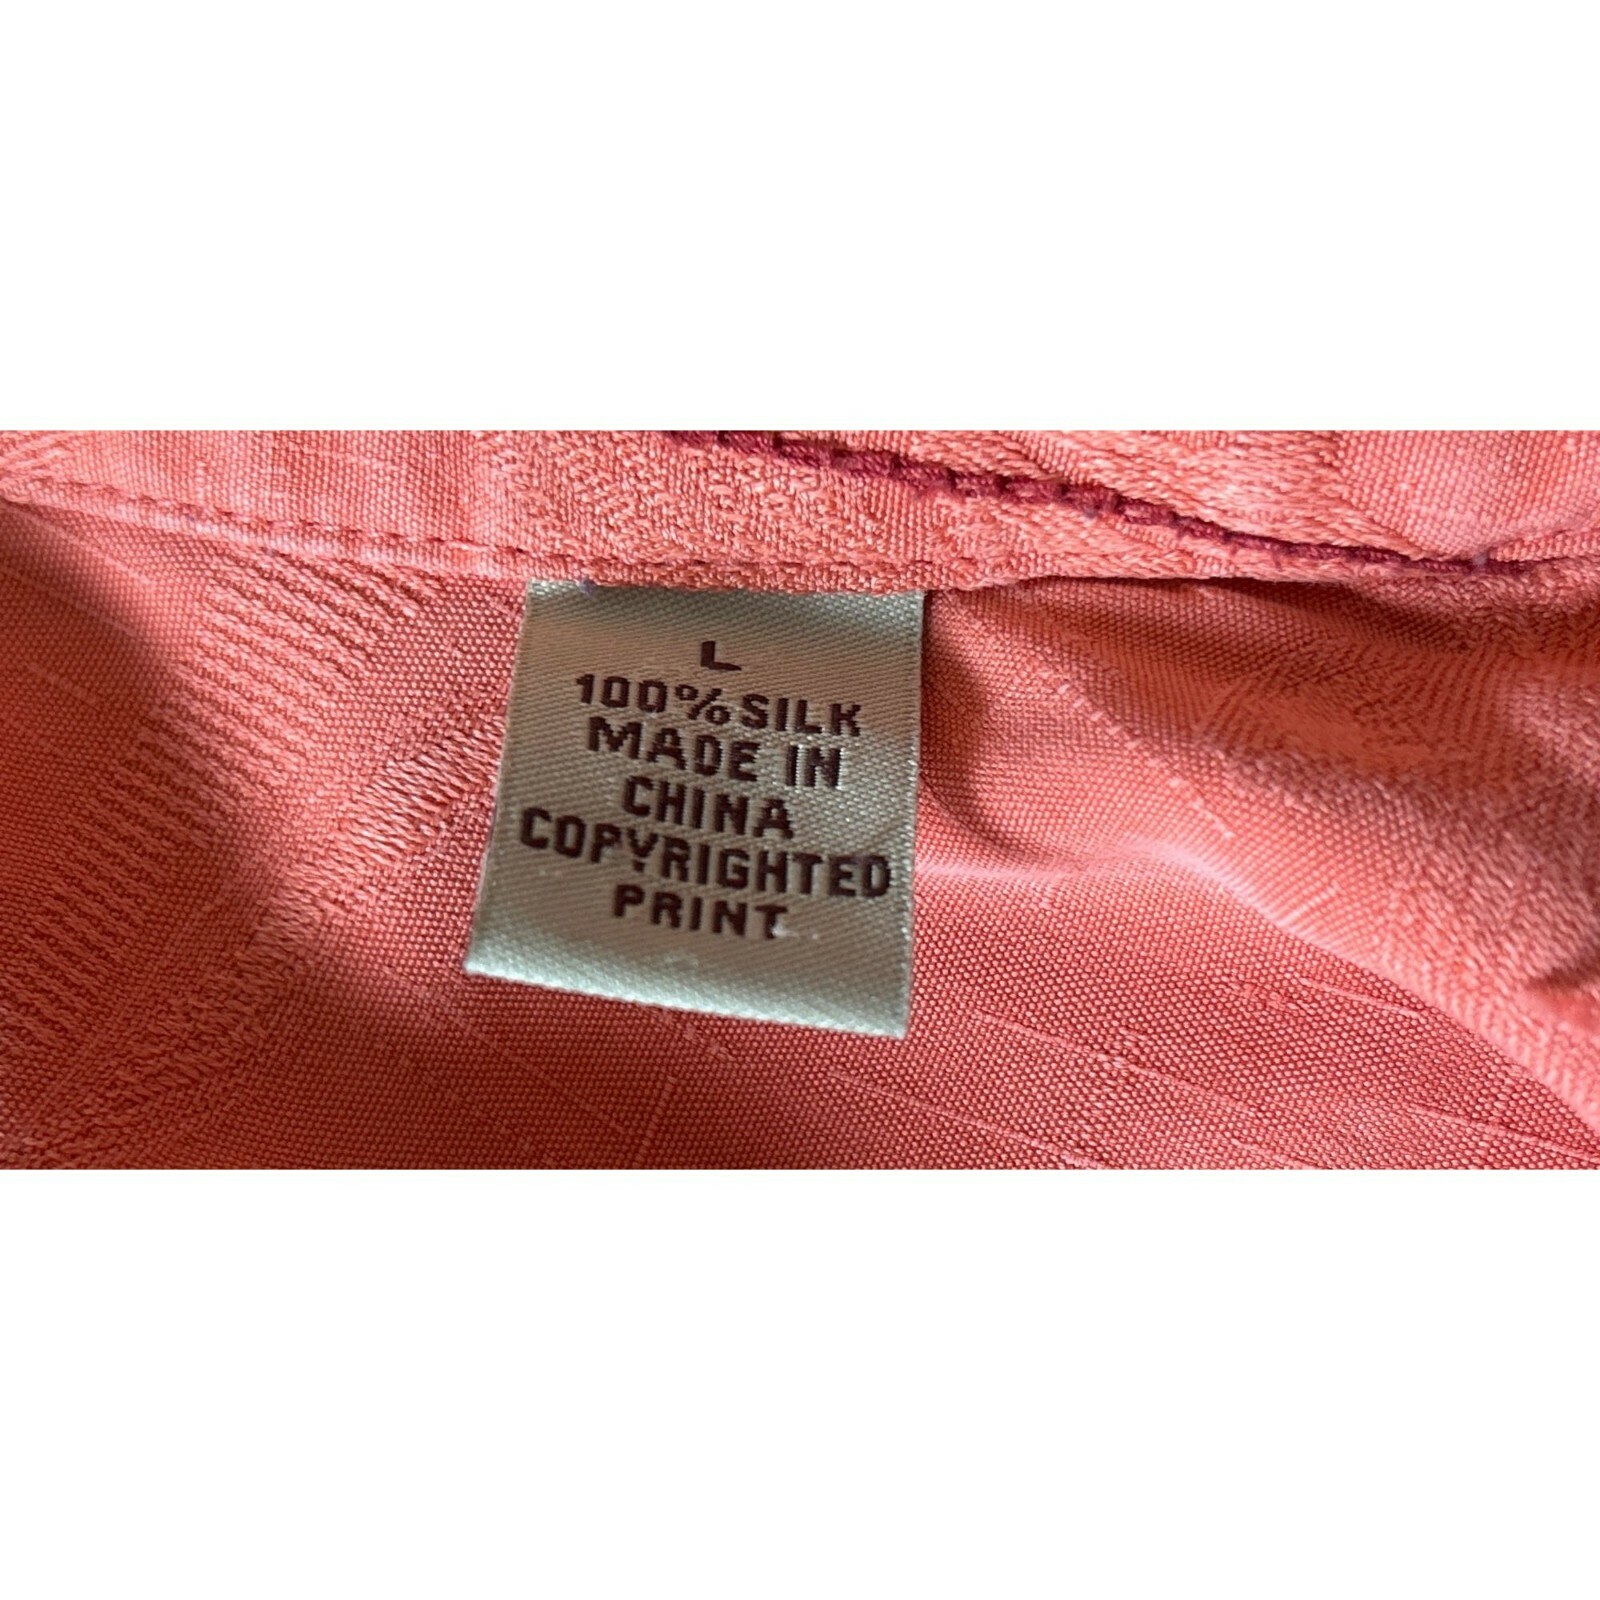 L
100% SILK
MADE IN
CHINA
COPYRIGHTED
PRINT